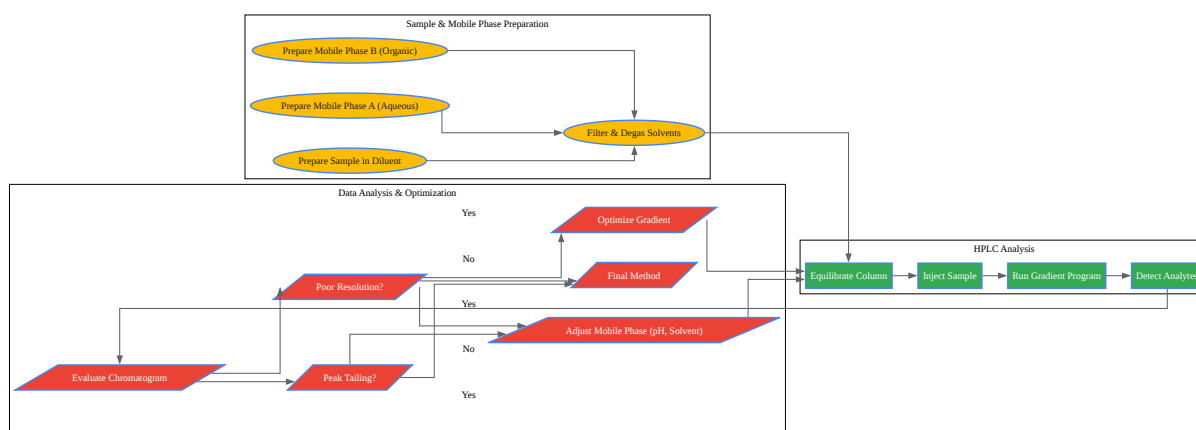 Sample & Mobile Phase Preparation
Prepare Mobile Phase B (Organic)
Prepare Mobile Phase A (Aqueous)
Filter & Degas Solvents
Prepare Sample in Diluent
Data Analysis & Optimization
Yes
Optimize Gradient
No
Final Method
Poor Resolution?
Yes
Adjust Mobile Phase (pH, Solvent)
No
Evaluate Chromatogram
Peak Tailing?
Yes
HPLC Analysis
Equilibrate Column
Inject Sample
Run Gradient Program
Detect Analytes